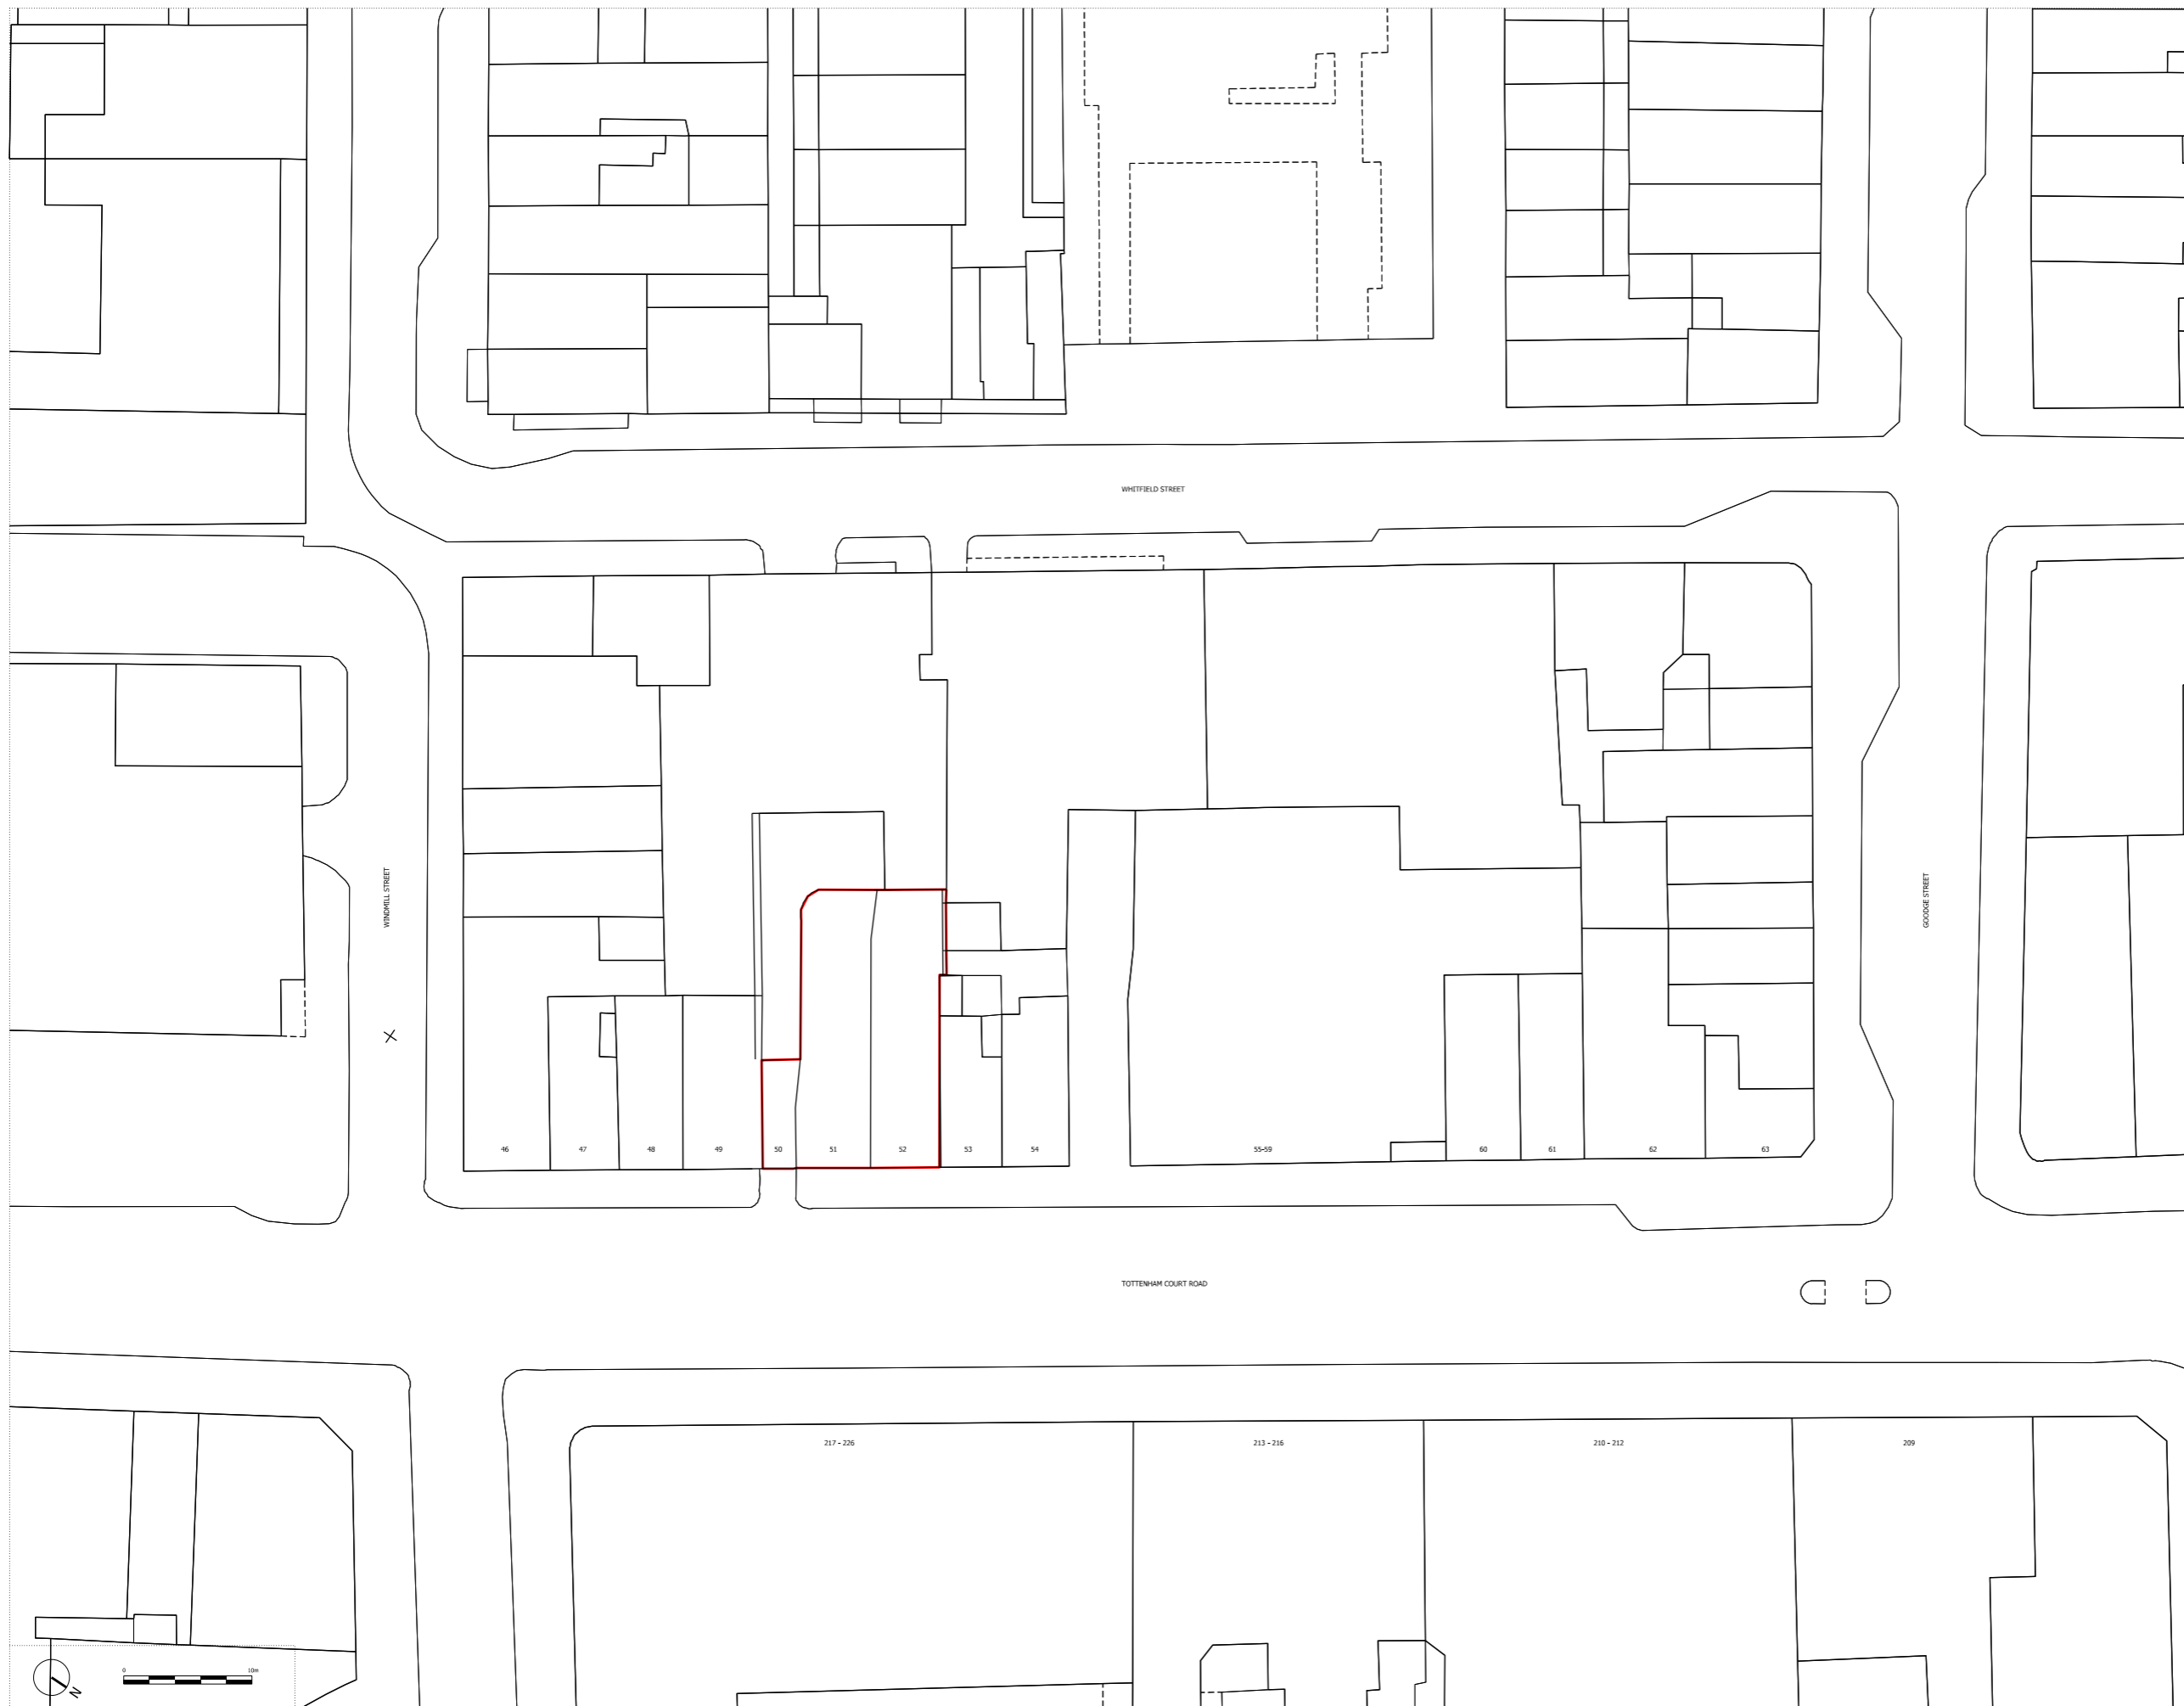 WHITFIELD STREET
WINDMILL STREET
GOODGE STREET
46
47
48
49
50
51
52
53
54
55-59
60
61
62
63
TOTTENHAM COURT ROAD
217 - 226
213 - 216
210 - 212
209
0
10m
N